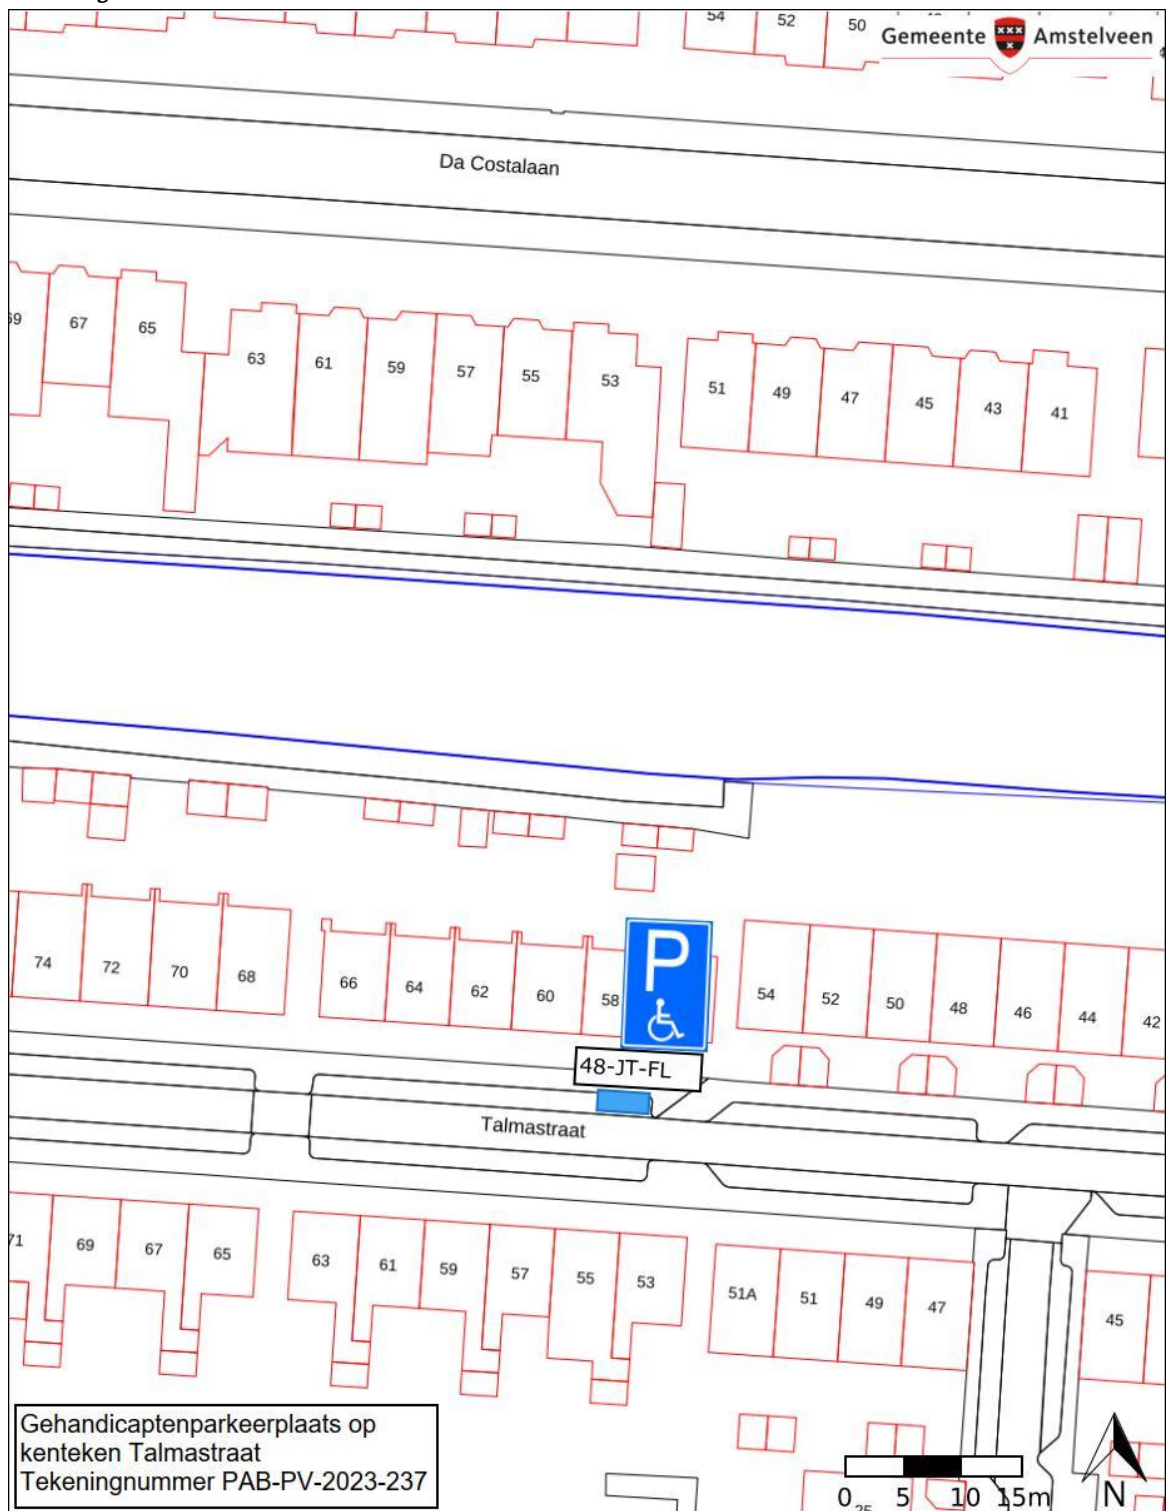 54 52 50
Gemeente Amstelveen
Da Costalaan
69 67 65 63 61 59 57 55 53 51 49 47 45 43 41
74 72 70 68 66 64 62 60 58 54 52 50 48 46 44 42
P
48-JT-FL
Talmastraat
71 69 67 65 63 61 59 57 55 53 51A 51 49 47 45
Gehandicaptenparkeerplaats op
kenteken Talmastraat
Tekeningnummer PAB-PV-2023-237
0 5 10 15m
N
25